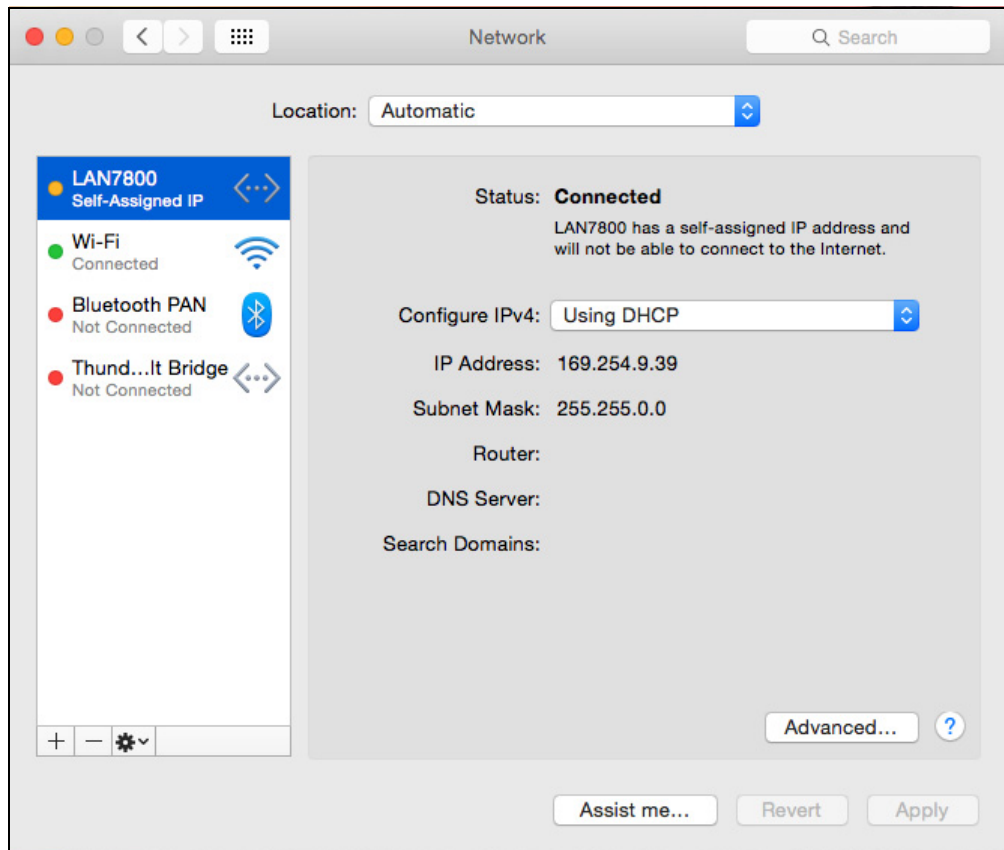 Network
Search
Location: Automatic
LAN7800
Self-Assigned IP
Wi-Fi
Connected
Bluetooth PAN
Not Connected
Thund...lt Bridge
Not Connected
Status: Connected
LAN7800 has a self-assigned IP address and
will not be able to connect to the Internet.
Configure IPv4: Using DHCP
IP Address: 169.254.9.39
Subnet Mask: 255.255.0.0
Router:
DNS Server:
Search Domains:
Advanced...
?
Assist me...
Revert
Apply